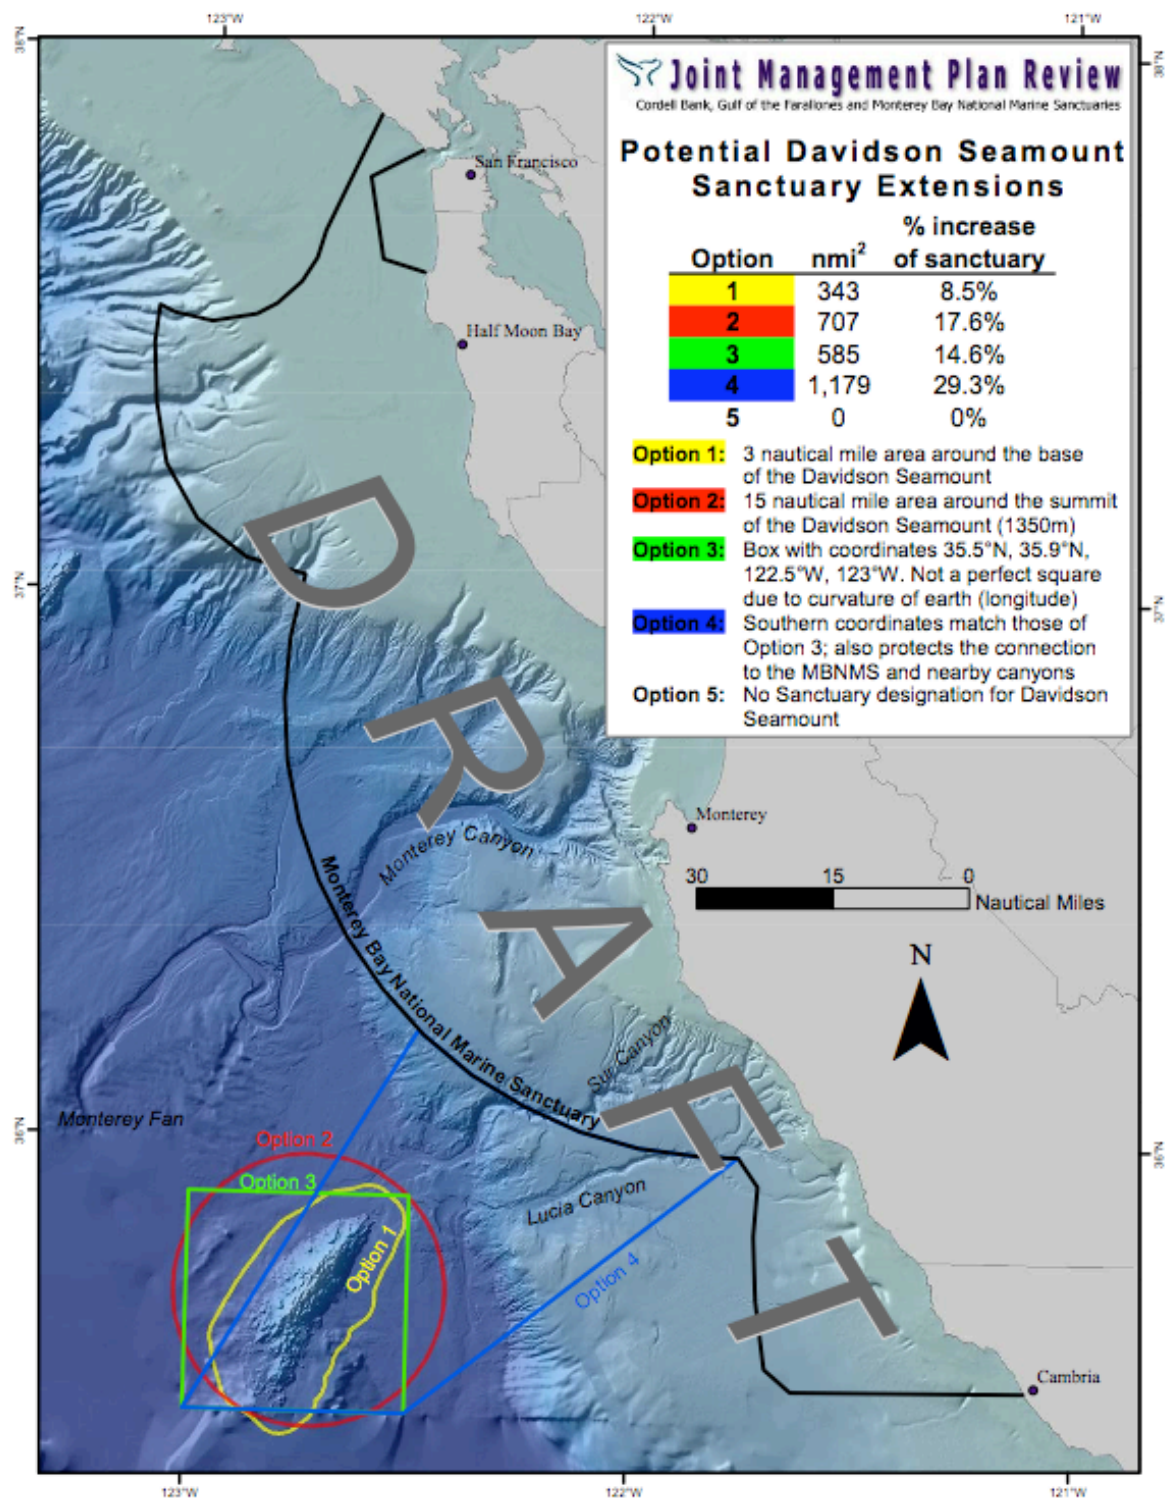 123°W
122°W
121°W
38°N
38°N
Joint Management Plan Review
Cordell Bank, Gulf of the Farallones and Monterey Bay National Marine Sanctuaries
Potential Davidson Seamount
Sanctuary Extensions
% increase
Option nmi² of sanctuary
1 343 8.5%
2 707 17.6%
3 585 14.6%
4 1,179 29.3%
5 0 0%
Option 1: 3 nautical mile area around the base
of the Davidson Seamount
Option 2: 15 nautical mile area around the summit
of the Davidson Seamount (1350m)
Option 3: Box with coordinates 35.5°N, 35.9°N,
122.5°W, 123°W. Not a perfect square
due to curvature of earth (longitude)
Option 4: Southern coordinates match those of
Option 3; also protects the connection
to the MBNMS and nearby canyons
Option 5: No Sanctuary designation for Davidson
Seamount
San Francisco
Half Moon Bay
37°N
37°N
DRAFT
Monterey
Monterey Canyon
30 15 0
Nautical Miles
N
Monterey Bay National Marine Sanctuary
Sur Canyon
Monterey Fan
36°N
36°N
Option 2
Option 3
Lucia Canyon
Option 1
Option 4
Cambria
123°W
122°W
121°W